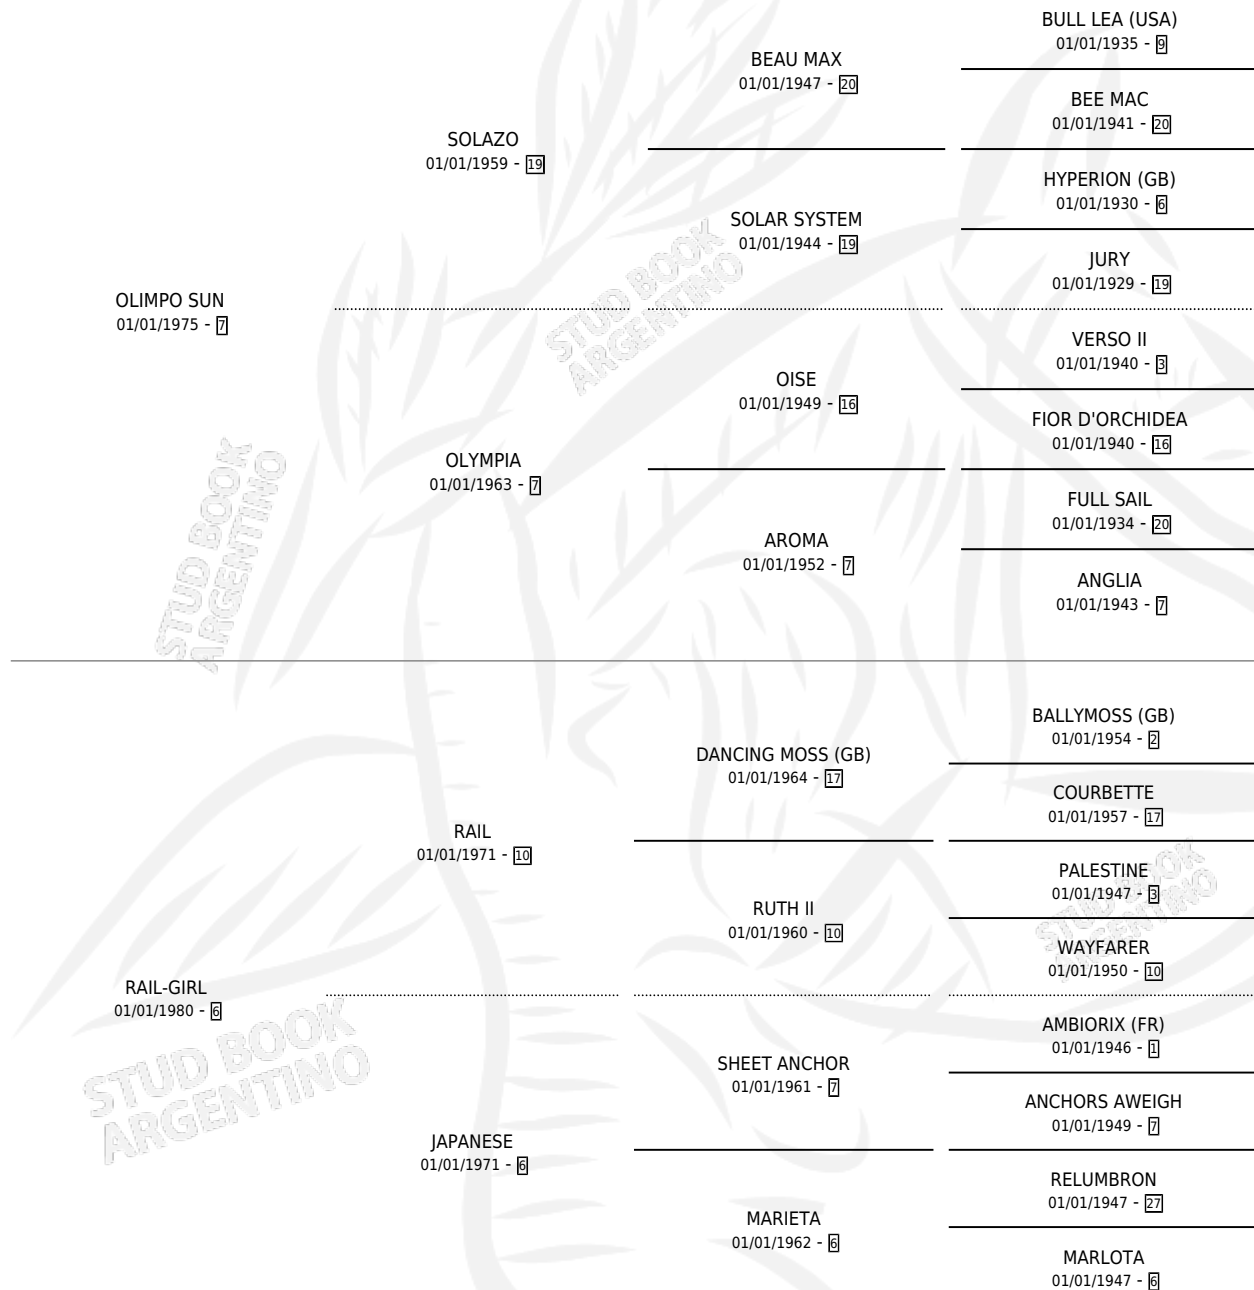 BULL LEA (USA)
01/01/1935 - 9
BEAU MAX
01/01/1947 - 20
BEE MAC
01/01/1941 - 20
SOLAZO
01/01/1959 - 19
HYPERION (GB)
01/01/1930 - 6
SOLAR SYSTEM
01/01/1944 - 19
JURY
01/01/1929 - 19
OLIMPO SUN
01/01/1975 - 7
STUD BOOK
ARGENTINO
VERSO II
01/01/1940 - 3
OISE
01/01/1949 - 16
FIOR D'ORCHIDEA
01/01/1940 - 16
OLYMPIA
01/01/1963 - 7
FULL SAIL
01/01/1934 - 20
AROMA
01/01/1952 - 7
ANGLIA
01/01/1943 - 7
STUD BOOK
ARGENTINO
BALLYMOSS (GB)
01/01/1954 - 2
DANCING MOSS (GB)
01/01/1964 - 17
COURBETTE
01/01/1957 - 17
RAIL
01/01/1971 - 10
PALESTINE
01/01/1947 - 3
RUTH II
01/01/1960 - 10
STUD BOOK
ARGENTINO
WAYFARER
01/01/1950 - 10
RAIL-GIRL
01/01/1980 - 6
AMBIORIX (FR)
01/01/1946 - 1
STUD BOOK
ARGENTINO
SHEET ANCHOR
01/01/1961 - 7
ANCHORS AWEIGH
01/01/1949 - 7
JAPANESE
01/01/1971 - 6
RELUMBRON
01/01/1947 - 27
MARIETA
01/01/1962 - 6
MARLOTA
01/01/1947 - 6